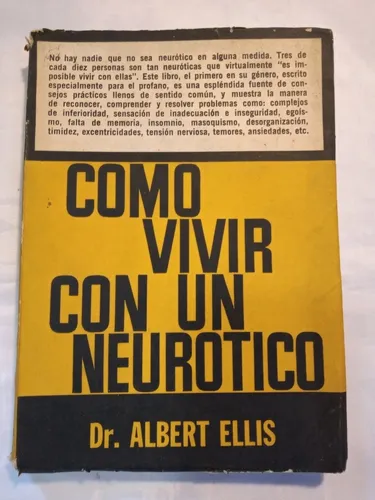 No hay nadie que no sea neurótico en alguna medida. Tres de
cada diez personas son tan neuróticas que virtualmente "es im-
posible vivir con ellas". Este libro, el primero en su género, escrito
especialmente para el profano, es una espléndida fuente de con-
sejos prácticos llenos de sentido común, y muestra la manera
de reconocer, comprender y resolver problemas como: complejos
de inferioridad, sensación de inadecuación e inseguridad, egoís-
mo, falta de memoria, insomnio, masoquismo, desorganización,
timidez, excentricidades, tensión nerviosa, temores, ansiedades, etc.
COMO
VIVIR
CON UN
NEUROTICO
Dr. ALBERT ELLIS